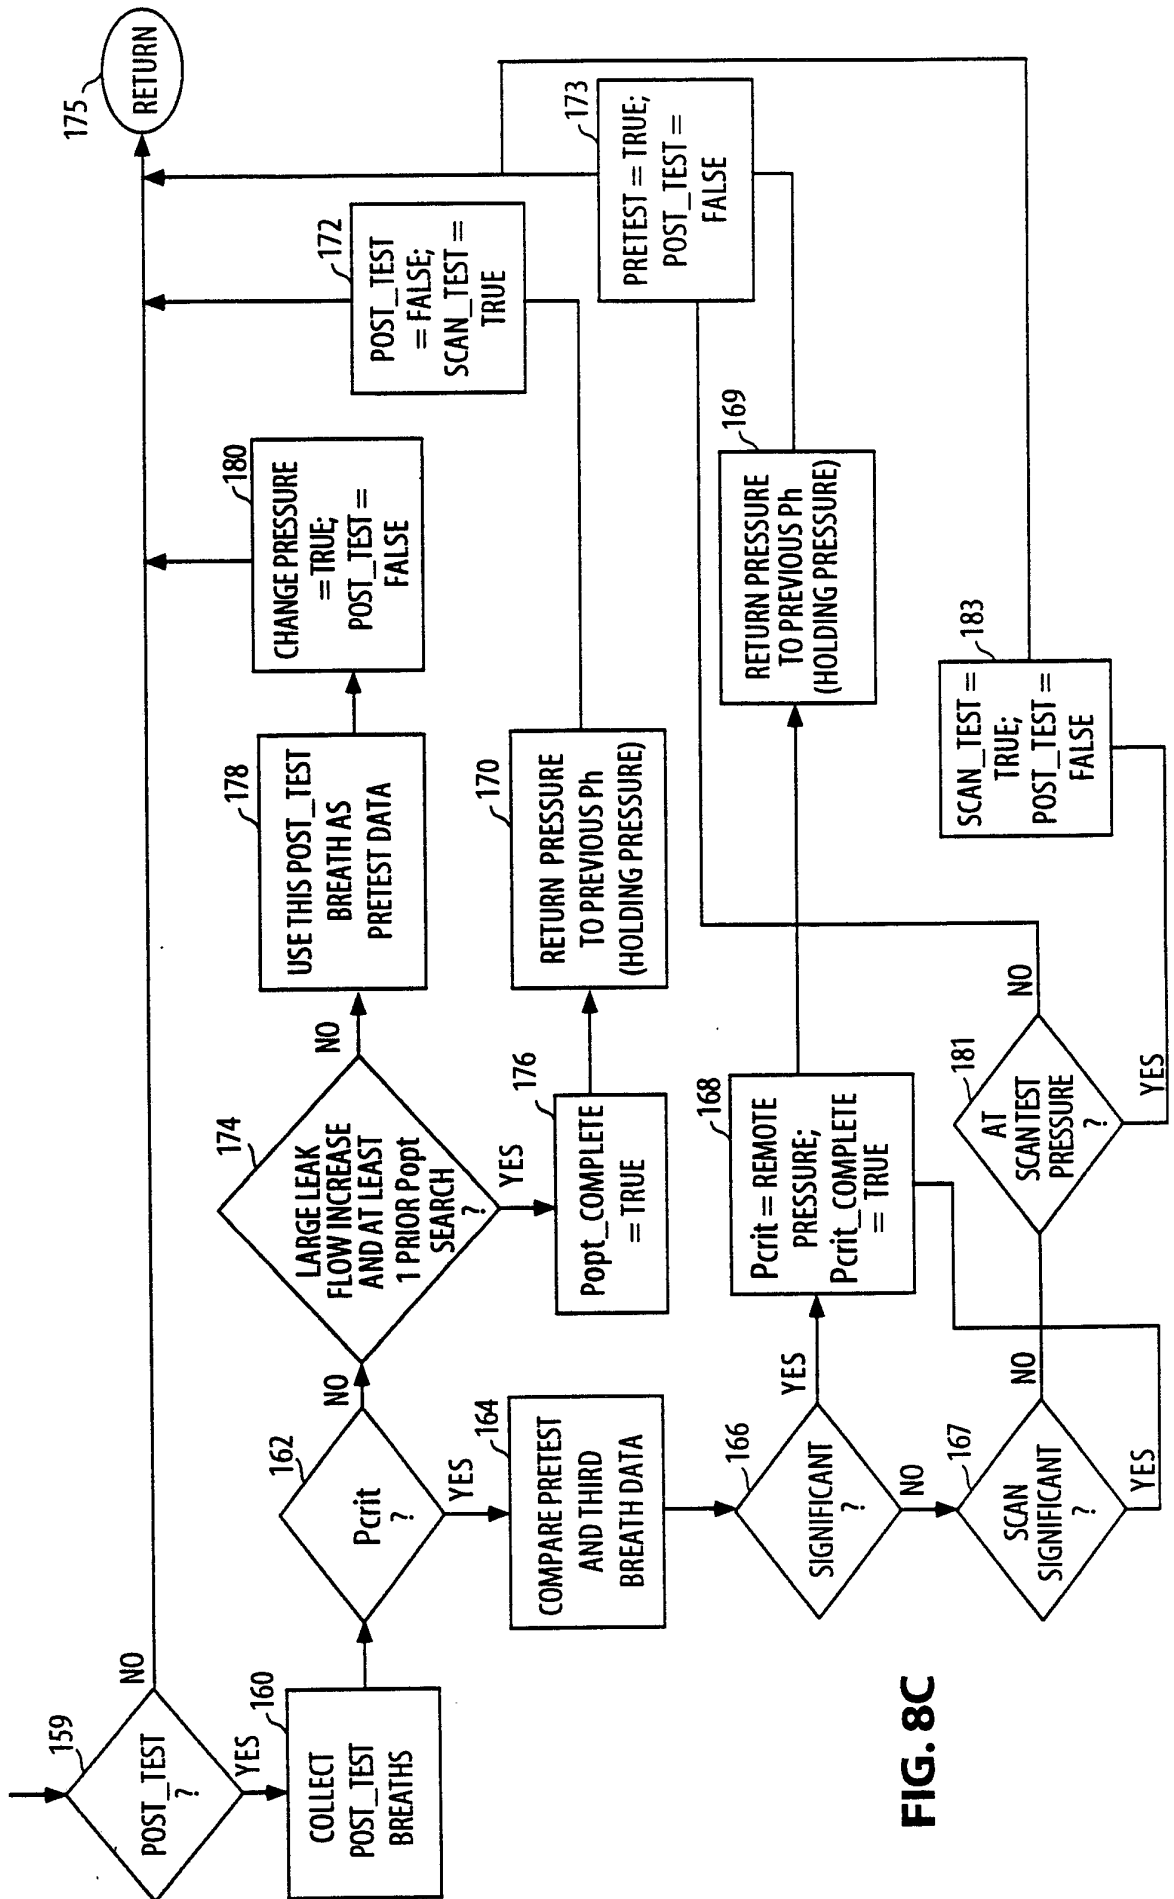 159
POST_TEST
?
NO
YES
160
COLLECT
POST_TEST
BREATHS
162
Pcrit
?
NO
YES
174
LARGE LEAK
FLOW INCREASE
AND AT LEAST
1 PRIOR Popt
SEARCH
?
NO
YES
178
USE THIS POST_TEST
BREATH AS
PRETEST DATA
180
CHANGE PRESSURE
= TRUE;
POST_TEST =
FALSE
175
RETURN
176
Popt_COMPLETE
= TRUE
170
RETURN PRESSURE
TO PREVIOUS Ph
(HOLDING PRESSURE)
172
POST_TEST
= FALSE;
SCAN_TEST =
TRUE
164
COMPARE PRETEST
AND THIRD
BREATH DATA
166
SIGNIFICANT
?
YES
NO
168
Pcrit = REMOTE
PRESSURE;
Pcrit_COMPLETE
= TRUE
169
RETURN PRESSURE
TO PREVIOUS Ph
(HOLDING PRESSURE)
173
PRETEST = TRUE;
POST_TEST =
FALSE
167
SCAN
SIGNIFICANT
?
NO
YES
181
AT
SCANTEST
PRESSURE
?
NO
YES
183
SCAN_TEST =
TRUE;
POST_TEST =
FALSE
FIG. 8C